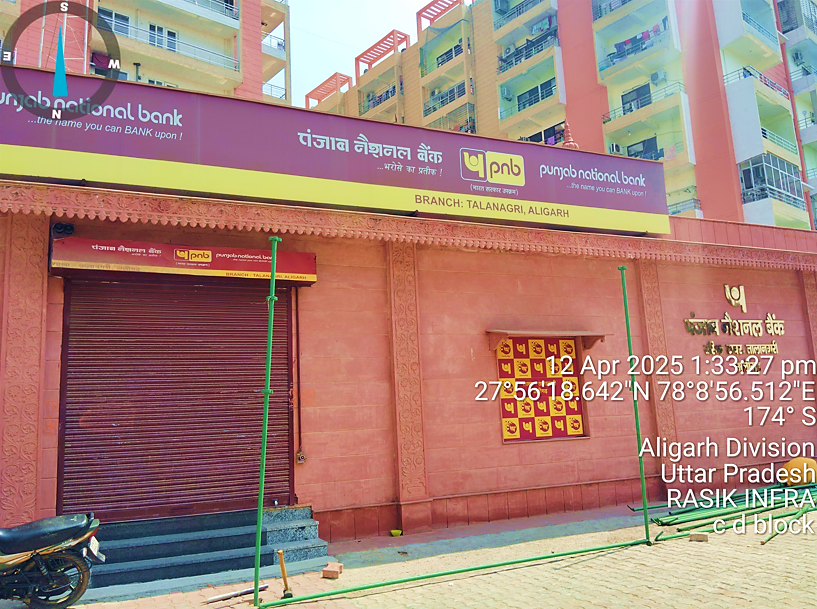 S
E
W
N
punjab national bank
...the name you can BANK upon !
पंजाब नैशनल बैंक
...भरोसे का प्रतीक !
pnb
(भारत सरकार उपक्रम)
punjab national bank
...the name you can BANK upon !
BRANCH: TALANAGRI, ALIGARH
पंजाब नैशनल बैंक
pnb
punjab national bank
BRANCH : TALANAGRI, ALIGARH
पंजाब नैशनल बैंक
12 Apr 2025 1:33:27 pm
27°56'18.642"N 78°8'56.512"E
174° S
Aligarh Division
Uttar Pradesh
RASIK INFRA
c d block